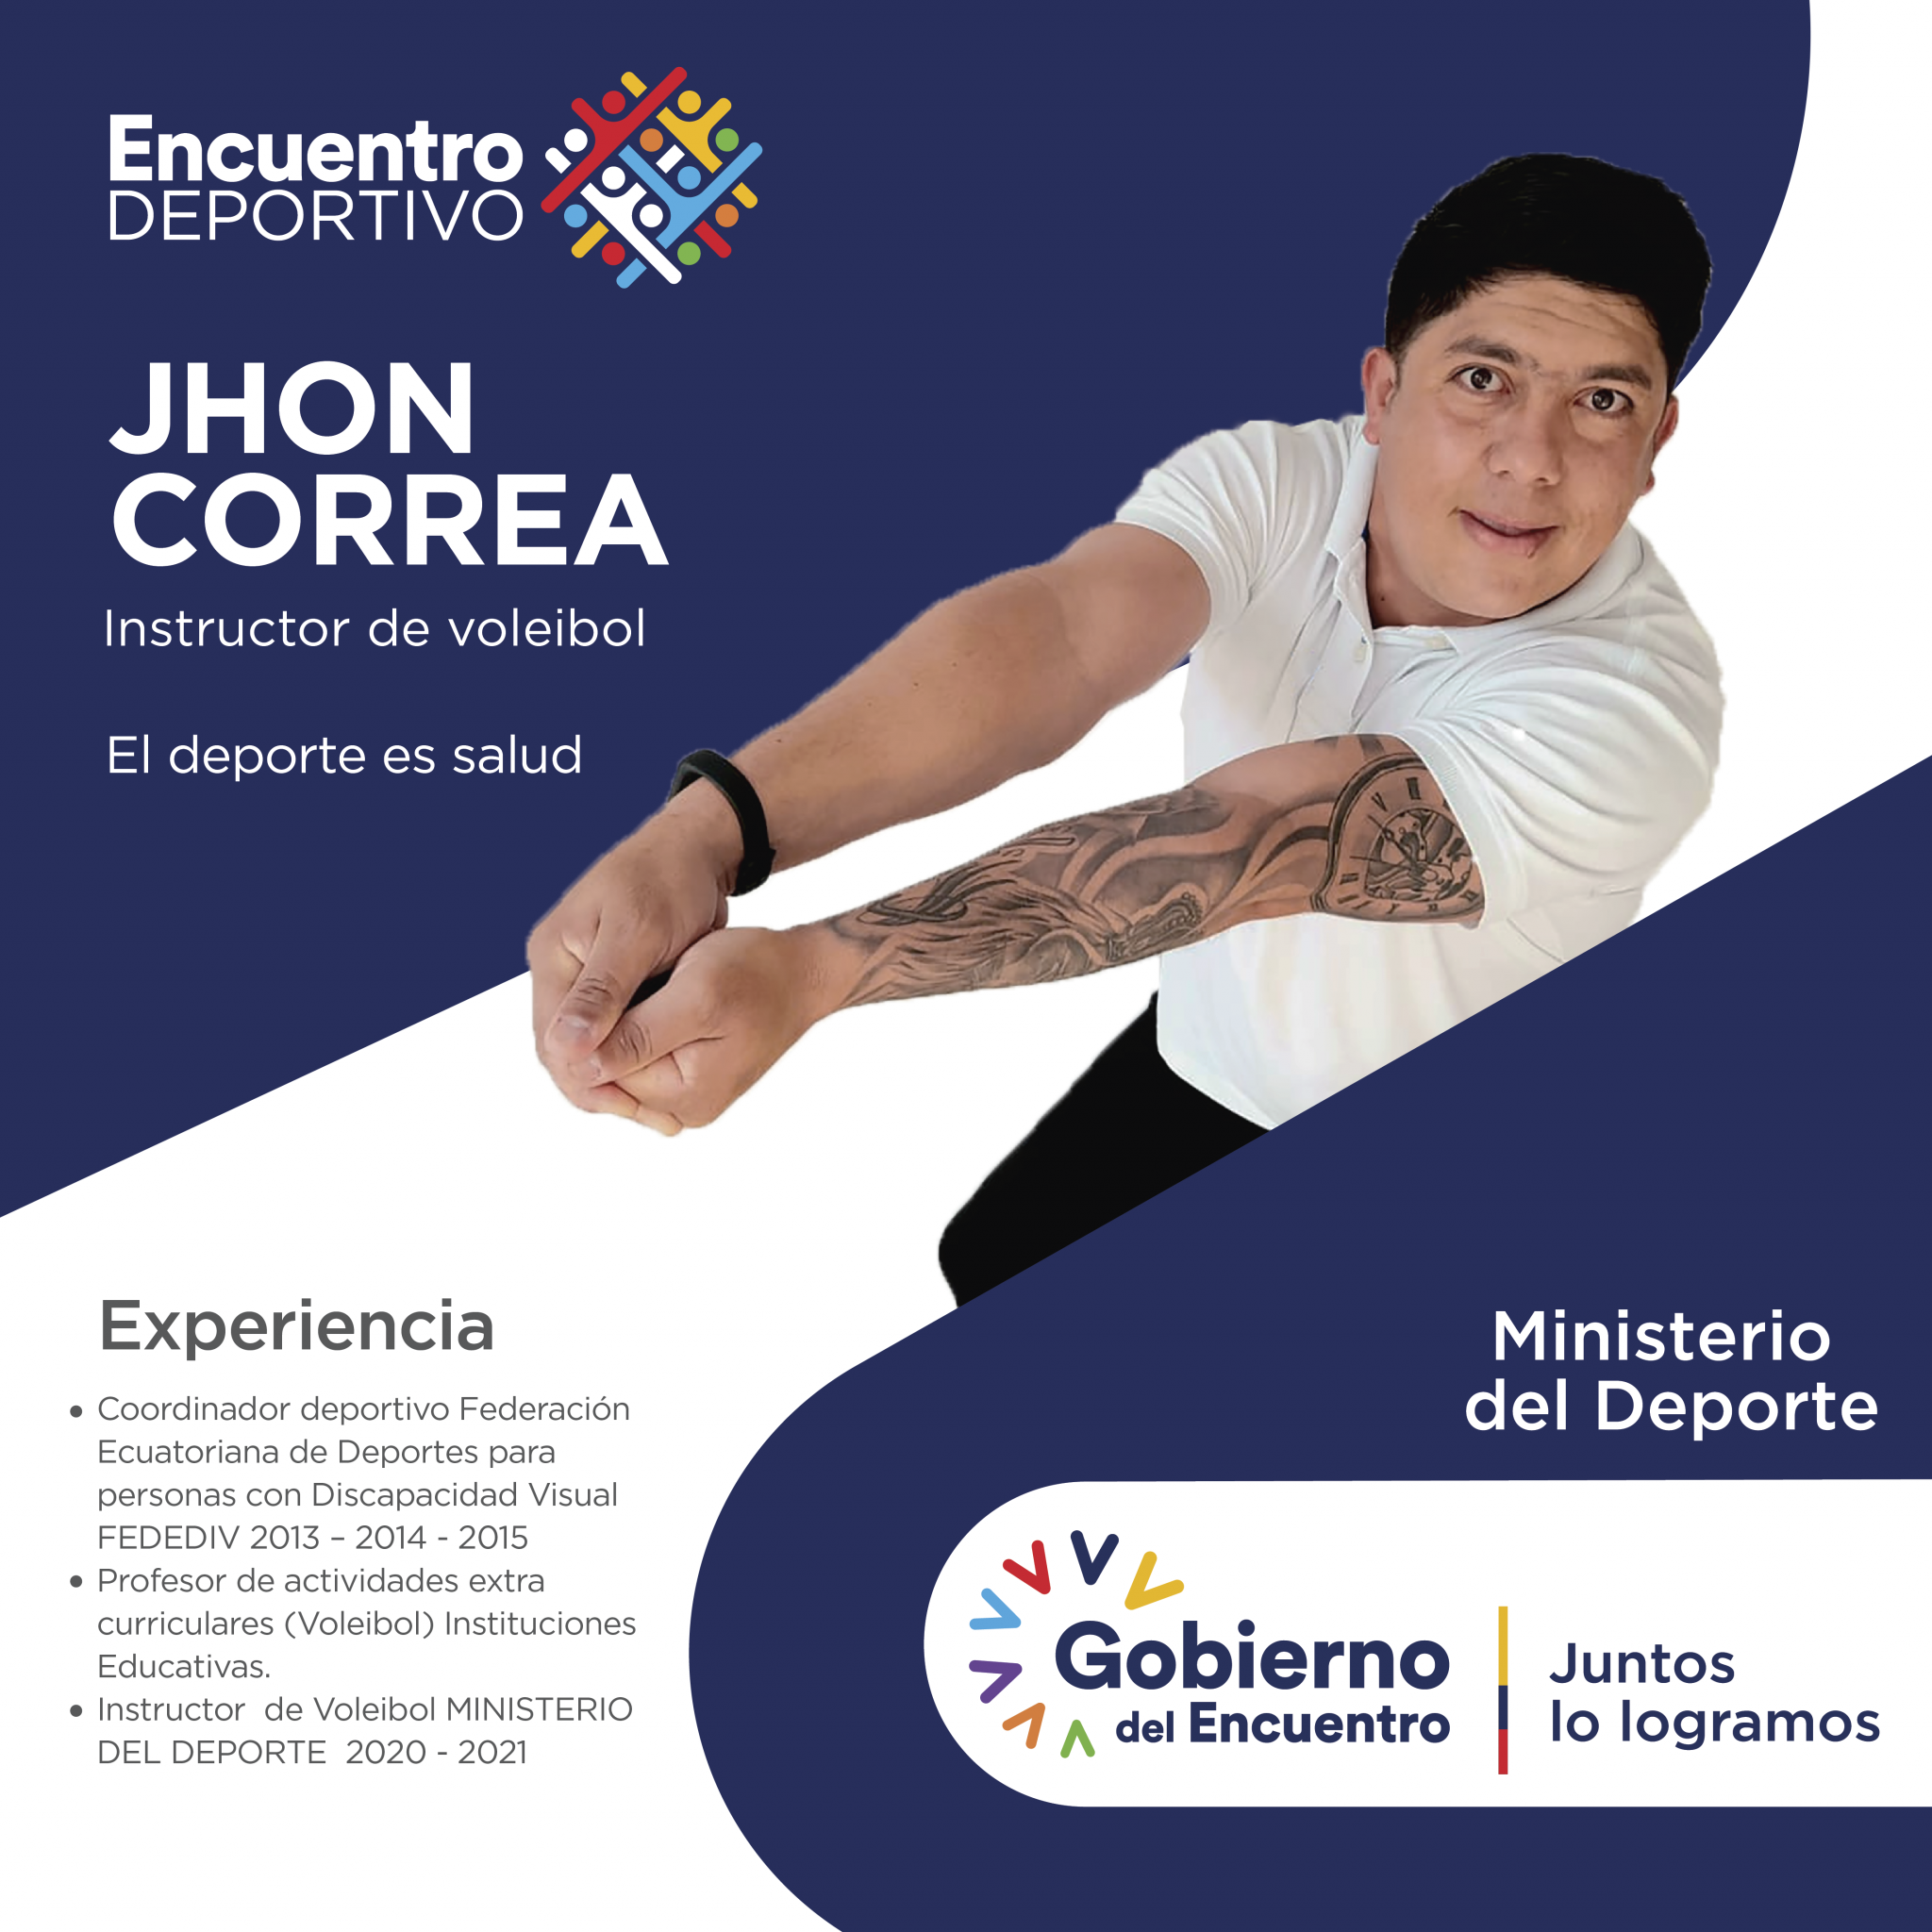 Encuentro
DEPORTIVO
JHON
CORREA
Instructor de voleibol
El deporte es salud
Experiencia
• Coordinador deportivo Federación
Ecuatoriana de Deportes para
personas con Discapacidad Visual
FEDEDIV 2013 – 2014 - 2015
• Profesor de actividades extra
curriculares (Voleibol) Instituciones
Educativas.
• Instructor  de Voleibol MINISTERIO
DEL DEPORTE  2020 - 2021
Ministerio
del Deporte
Gobierno
del Encuentro
Juntos
lo logramos